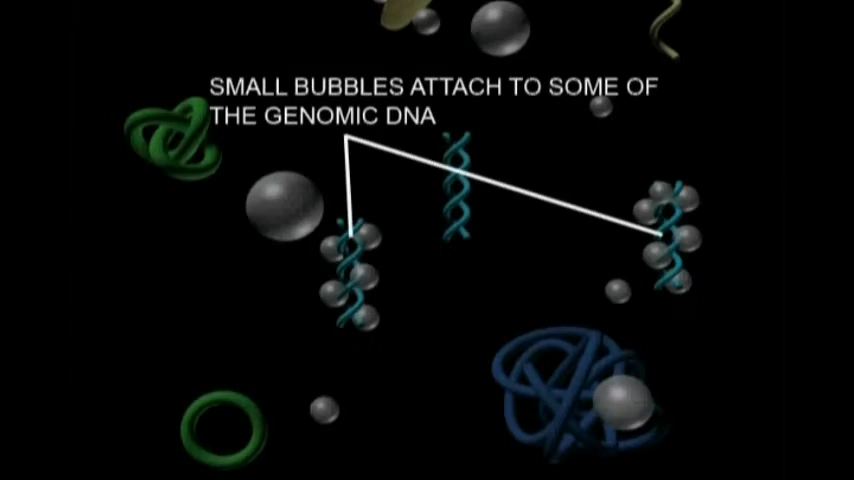 SMALL BUBBLES ATTACH TO SOME OF
THE GENOMIC DNA